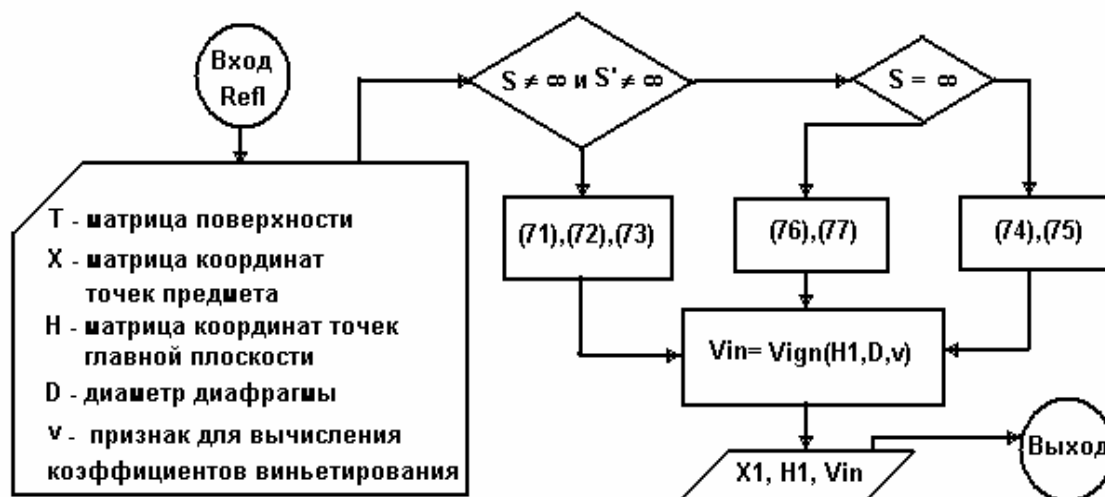 Вход
Refl
T - матрица поверхности
X - матрица координат
точек предмета
H - матрица координат точек
главной плоскости
D - диаметр диафрагмы
v - признак для вычисления
коэффициентов виньетирования
S ≠ ∞ и S' ≠ ∞
S = ∞
(71),(72),(73)
(76),(77)
(74),(75)
Vin= Vign(H1,D,v)
X1, H1, Vin
Выход